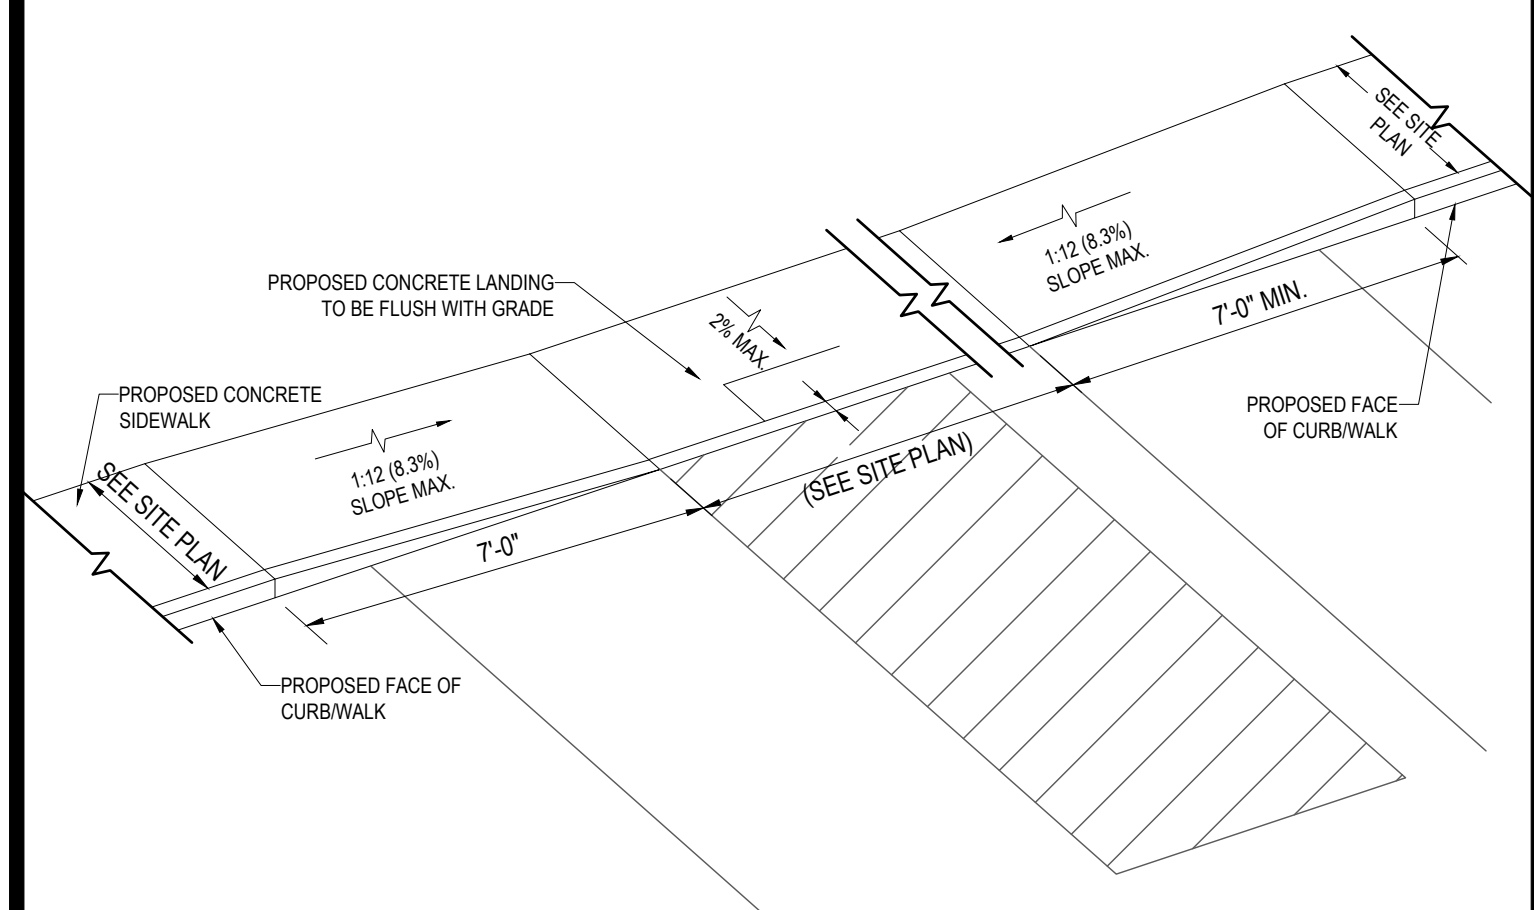 SEE SITE
PLAN
1:12 (8.3%)
SLOPE MAX.
7'-0" MIN.
PROPOSED CONCRETE LANDING
TO BE FLUSH WITH GRADE
2% MAX.
PROPOSED CONCRETE
SIDEWALK
PROPOSED FACE
OF CURB/WALK
1:12 (8.3%)
SLOPE MAX.
(SEE SITE PLAN)
SEE SITE PLAN
7'-0"
PROPOSED FACE OF
CURB/WALK